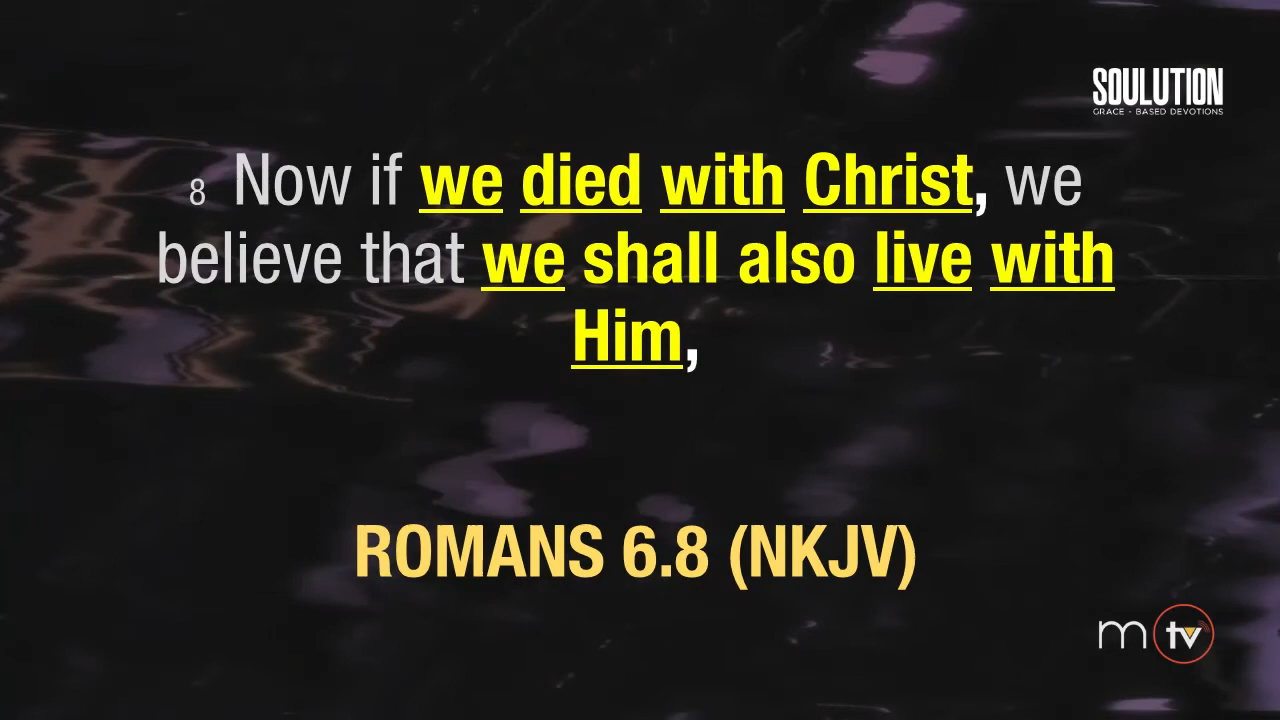 SOULUTION
GRACE - BASED DEVOTIONS
8 Now if we died with Christ, we
believe that we shall also live with
Him,
ROMANS 6.8 (NKJV)
m tv